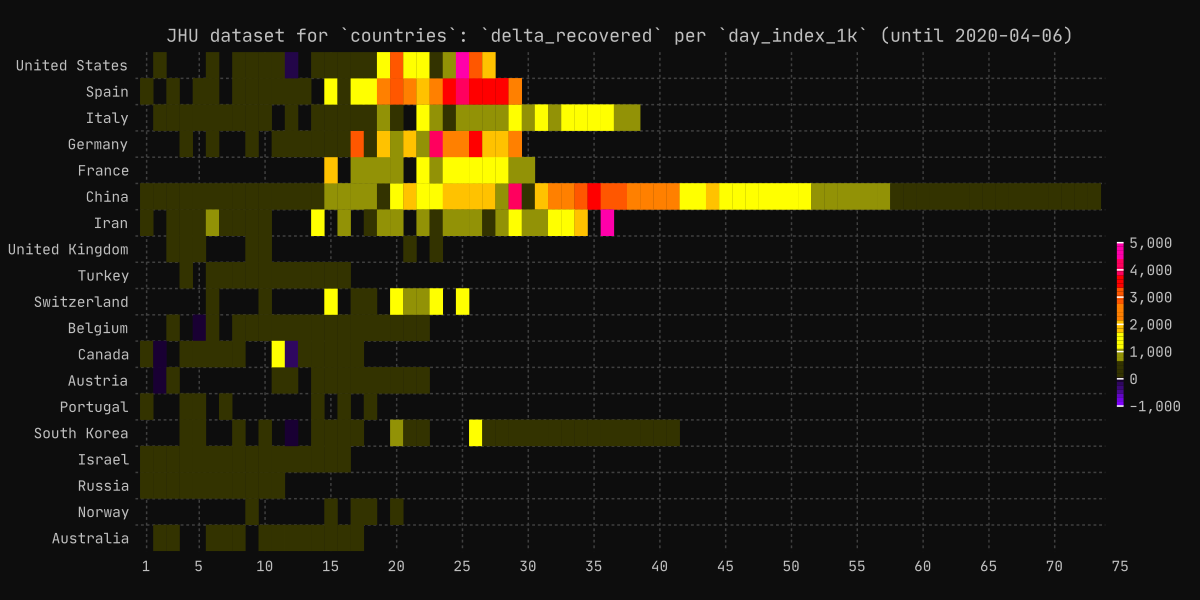 JHU dataset for `countries`: `delta_recovered` per `day_index_1k` (until 2020-04-06)
United States
Spain
Italy
Germany
France
China
Iran
United Kingdom
Turkey
Switzerland
Belgium
Canada
Austria
Portugal
South Korea
Israel
Russia
Norway
Australia
5,000
4,000
3,000
2,000
1,000
0
-1,000
1 5 10 15 20 25 30 35 40 45 50 55 60 65 70 75